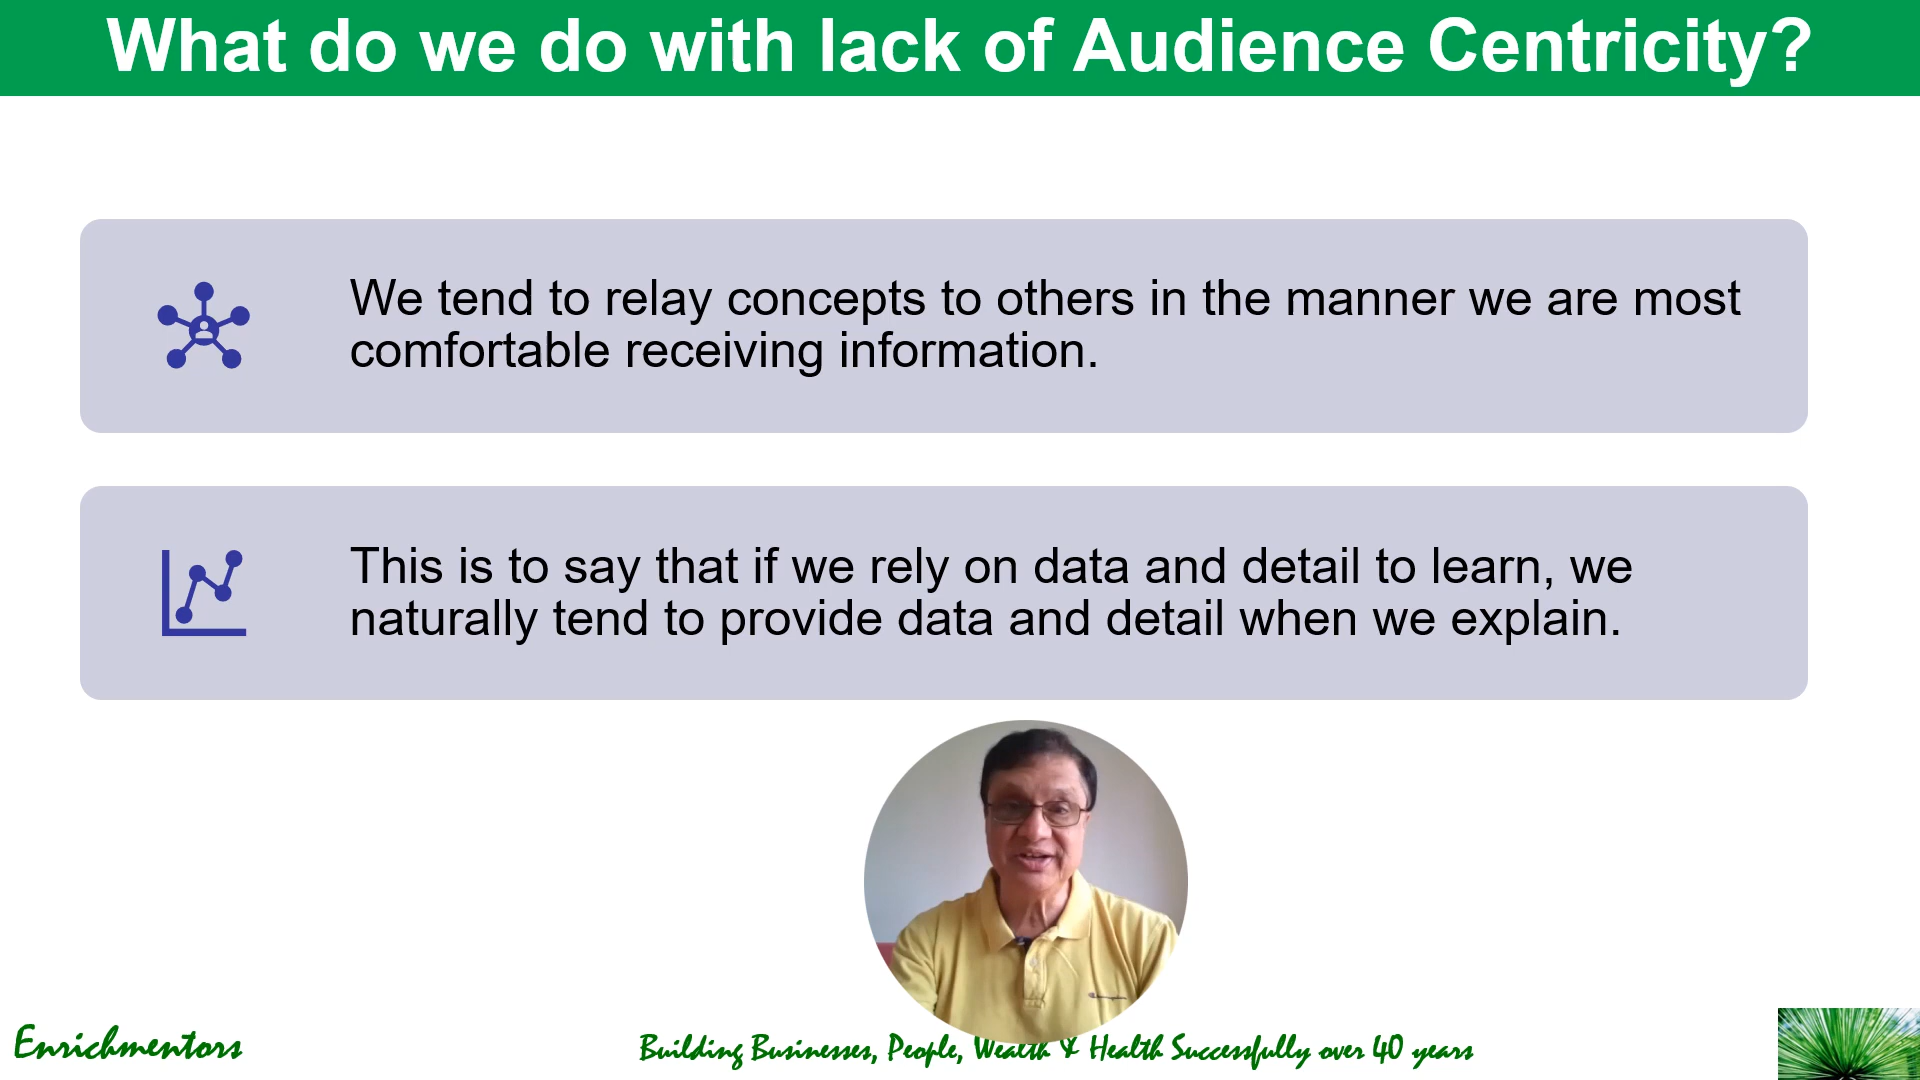 What do we do with lack of Audience Centricity?
We tend to relay concepts to others in the manner we are most
comfortable receiving information.
This is to say that if we rely on data and detail to learn, we
naturally tend to provide data and detail when we explain.
Enrichmentors
Building Businesses, People, Wealth & Health Successfully over 40 years